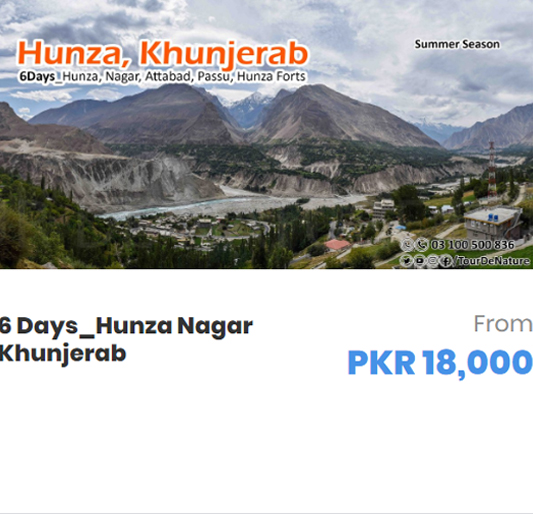 Hunza, Khunjerab
Summer Season
6Days_Hunza, Nagar, Attabad, Passu, Hunza Forts
03 100 500 836
/TourDeNature
6 Days_Hunza Nagar
Khunjerab
From
PKR 18,000